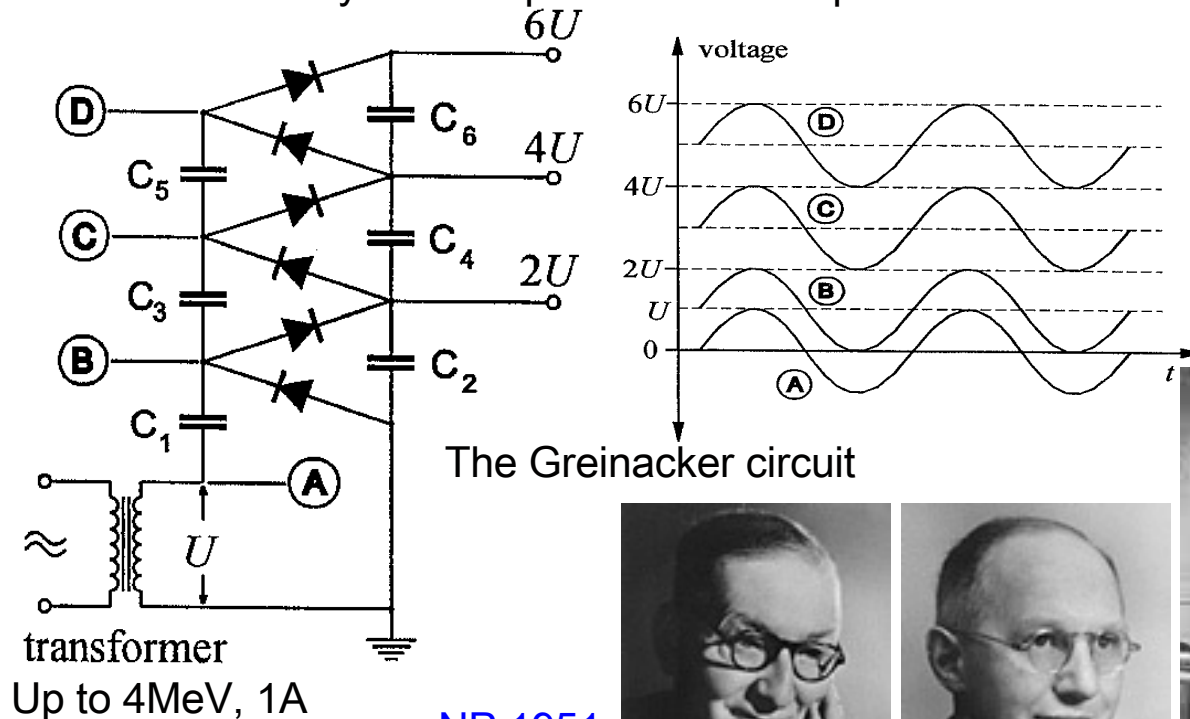 6U
D
C₆
4U
C₅
C
C₄
2U
C₃
B
C₂
C₁
A
U
transformer
Up to 4MeV, 1A
voltage
6U
D
4U
C
2U
B
U
0
A
t
The Greinacker circuit